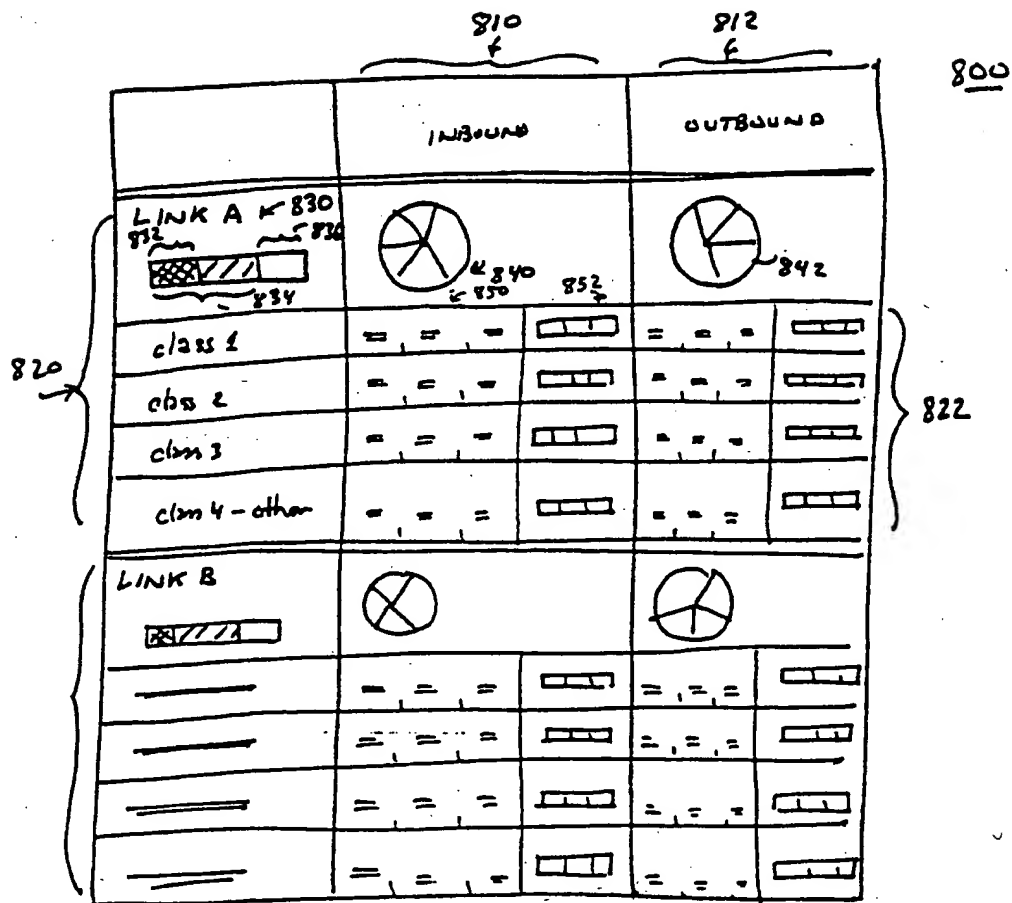 810 812
800
INBOUND OUTBOUND
LINK A 830
832 836
840 842
834 850 852
class 1
820 class 2 822
class 3
class 4 - other
LINK B